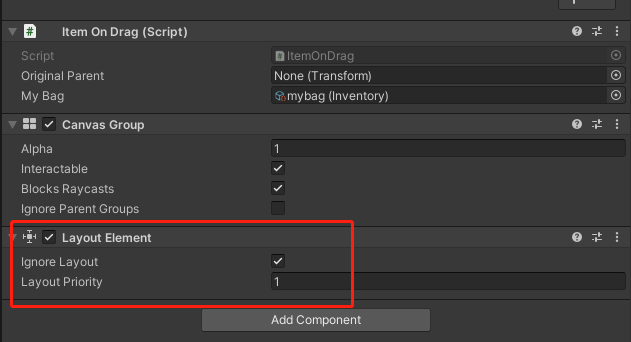 Item On Drag (Script)
Script ItemOnDrag
Original Parent None (Transform)
My Bag mybag (Inventory)
Canvas Group
Alpha 1
Interactable
Blocks Raycasts
Ignore Parent Groups
Layout Element
Ignore Layout
Layout Priority 1
Add Component